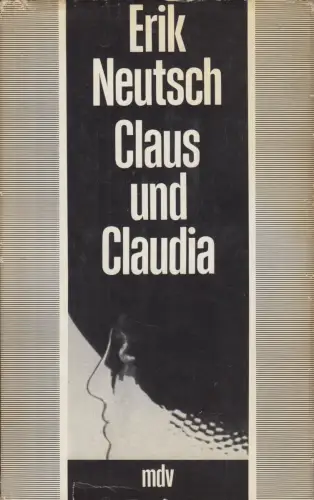 Erik
Neutsch
Claus
und
Claudia
mdv